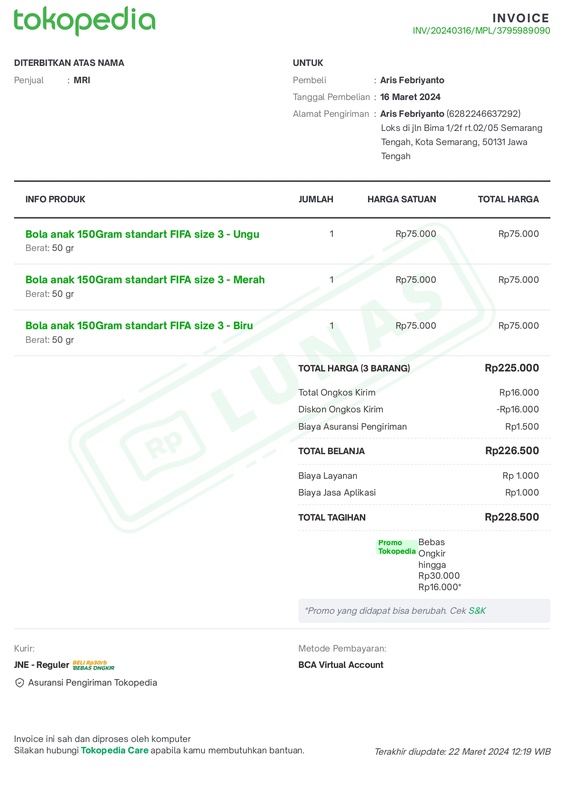 tokopedia
INVOICE
INV/20240316/MPL/3795989090
DITERBITKAN ATAS NAMA
Penjual : MRI
UNTUK
Pembeli : Aris Febriyanto
Tanggal Pembelian : 16 Maret 2024
Alamat Pengiriman : Aris Febriyanto (6282246637292)
Loks di jln Bima 1/2f rt.02/05 Semarang
Tengah, Kota Semarang, 50131 Jawa
Tengah
INFO PRODUK JUMLAH HARGA SATUAN TOTAL HARGA
Bola anak 150Gram standart FIFA size 3 - Ungu 1 Rp75.000 Rp75.000
Berat: 50 gr
Bola anak 150Gram standart FIFA size 3 - Merah 1 Rp75.000 Rp75.000
Berat: 50 gr
Bola anak 150Gram standart FIFA size 3 - Biru 1 Rp75.000 Rp75.000
Berat: 50 gr
Rp LUNAS
TOTAL HARGA (3 BARANG) Rp225.000
Total Ongkos Kirim Rp16.000
Diskon Ongkos Kirim -Rp16.000
Biaya Asuransi Pengiriman Rp1.500
TOTAL BELANJA Rp226.500
Biaya Layanan Rp 1.000
Biaya Jasa Aplikasi Rp1.000
TOTAL TAGIHAN Rp228.500
Promo
Tokopedia
Bebas
Ongkir
hingga
Rp30.000
Rp16.000*
*Promo yang didapat bisa berubah. Cek S&K
Kurir:
JNE - Reguler
BEBAS ONGKIR
Asuransi Pengiriman Tokopedia
Metode Pembayaran:
BCA Virtual Account
Invoice ini sah dan diproses oleh komputer
Silakan hubungi Tokopedia Care apabila kamu membutuhkan bantuan.
Terakhir diupdate: 22 Maret 2024 12:19 WIB